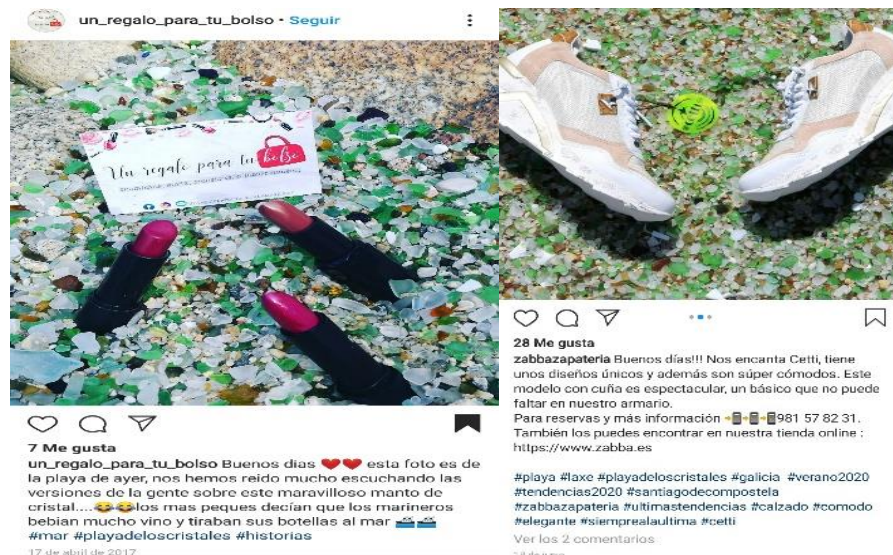 un_regalo_para_tu_bolso • Seguir
Un regalo para tu bolso
7 Me gusta
un_regalo_para_tu_bolso Buenos dias ❤️❤️ esta foto es de
la playa de ayer, nos hemos reido mucho escuchando las
versiones de la gente sobre este maravilloso manto de
cristal....😂😂los mas peques decían que los marineros
bebian mucho vino y tiraban sus botellas al mar
#mar #playadeloscristales #historias
17 de abril de 2017
28 Me gusta
zabbazapateria Buenos días!!! Nos encanta Cetti, tiene
unos diseños únicos y además son súper cómodos. Este
modelo con cuña es espectacular, un básico que no puede
faltar en nuestro armario.
Para reservas y más información 981 57 82 31.
También los puedes encontrar en nuestra tienda online :
https://www.zabba.es
#playa #laxe #playadeloscristales #galicia #verano2020
#tendencias2020 #santiagodecompostela
#zabbazapateria #ultimastendencias #calzado #comodo
#elegante #siemprealaultima #cetti
Ver los 2 comentarios